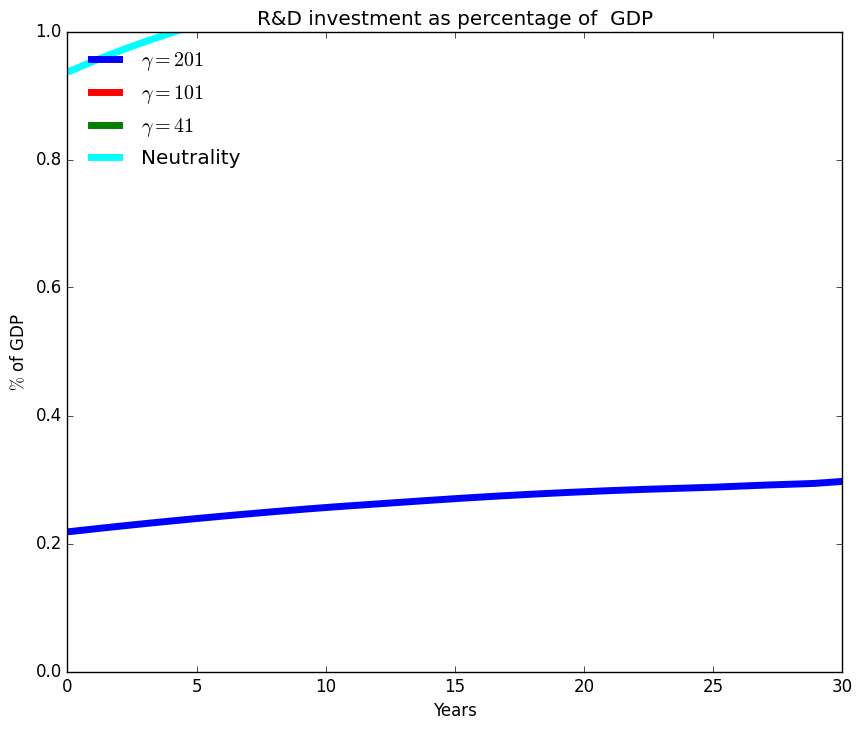 R&D investment as percentage of  GDP
1.0
0.8
0.6
0.4
0.2
0.0
% of GDP
γ = 201
γ = 101
γ = 41
Neutrality
0 5 10 15 20 25 30
Years